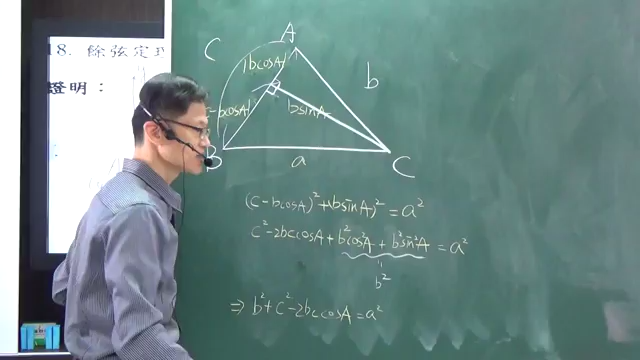 18. 餘弦定理
證明：
A
c
|bcosA|
b
-bcosA|
bsinA
B
a
C
(c-bcosA)² + (bsinA)² = a²
c² - 2bccosA + b²cos²A + b²sin²A = a²
b²
⇒ b² + c² - 2bccosA = a²